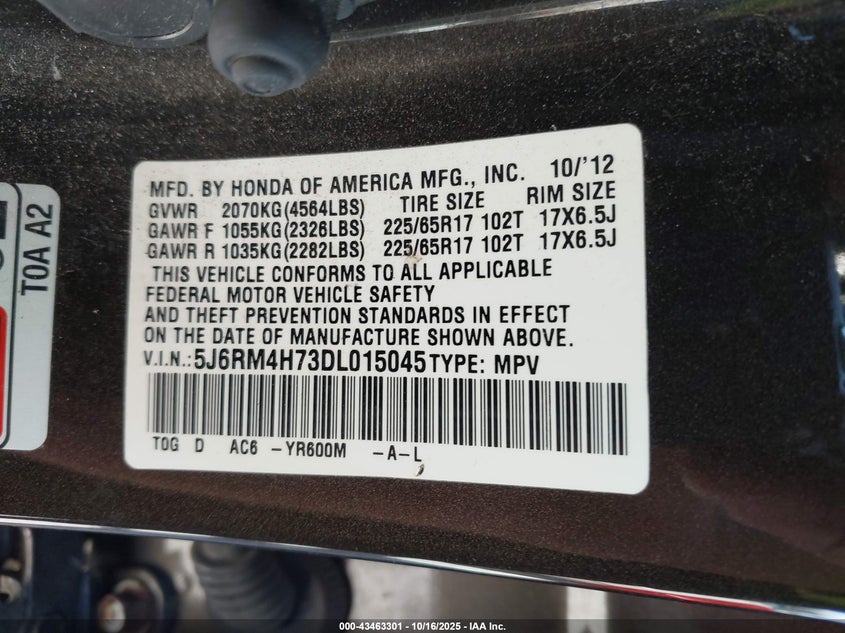 MFD. BY HONDA OF AMERICA MFG., INC. 10/'12
GVWR 2070KG(4564LBS) TIRE SIZE RIM SIZE
GAWR F 1055KG(2326LBS) 225/65R17 102T 17X6.5J
GAWR R 1035KG(2282LBS) 225/65R17 102T 17X6.5J
THIS VEHICLE CONFORMS TO ALL APPLICABLE
FEDERAL MOTOR VEHICLE SAFETY
AND THEFT PREVENTION STANDARDS IN EFFECT
ON THE DATE OF MANUFACTURE SHOWN ABOVE.
V.I.N.:5J6RM4H73DL015045TYPE: MPV
TOG D AC6 -YR600M -A-L
T0A A2
000-43463301 - 10/16/2025 - IAA Inc.